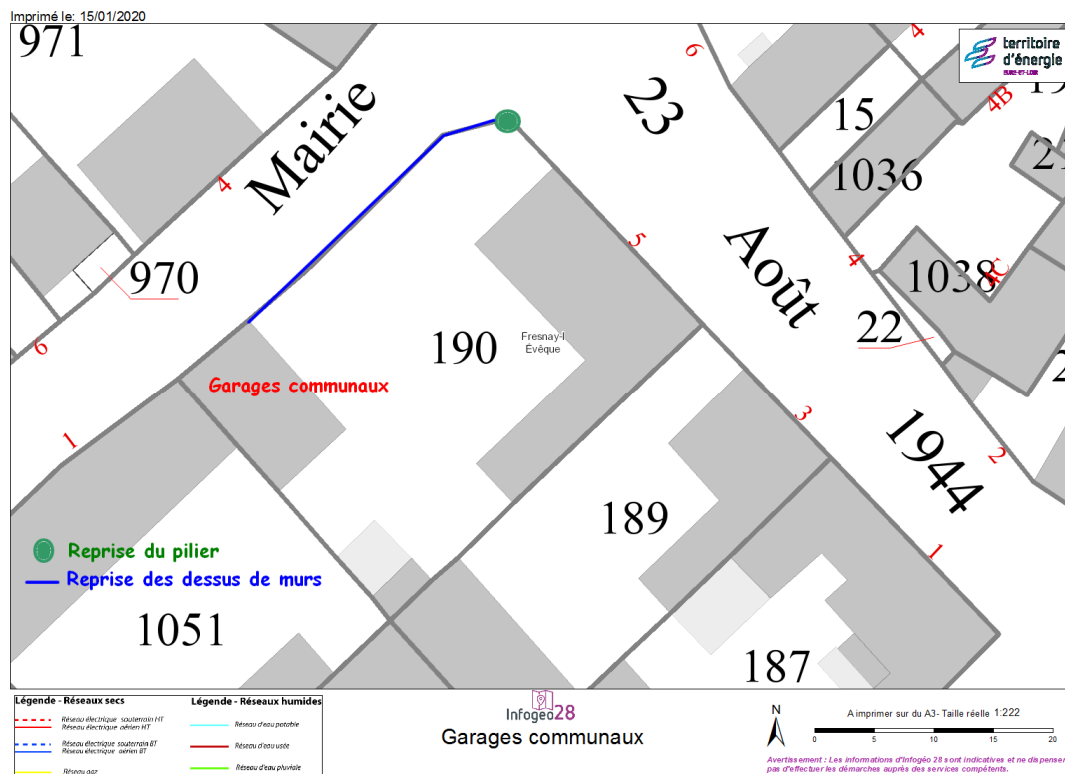 Imprimé le: 15/01/2020
971
Mairie
23
6
4
territoire
d'énergie
EURE-ET-LOIR
15
4B
1036
4
970
5
Août
4
1038
4C
6
190
Fresnay-l
Évêque
22
Garages communaux
1
3
1944
2
189
1
Reprise du pilier
Reprise des dessus de murs
1051
187
Légende - Réseaux secs
Réseau électrique souterrain HT
Réseau électrique aérien HT
Réseau électrique souterrain BT
Réseau électrique aérien BT
Réseau gaz
Légende - Réseaux humides
Réseau d'eau potable
Réseau d'eau usée
Réseau d'eau pluviale
Infogéo28
Garages communaux
N
A imprimer sur du A3- Taille réelle 1:222
0 5 10 15 20
Avertissement : Les informations d'Infogéo 28 sont indicatives et ne dispensen
pas d'effectuer les démarches auprès des services compétents.